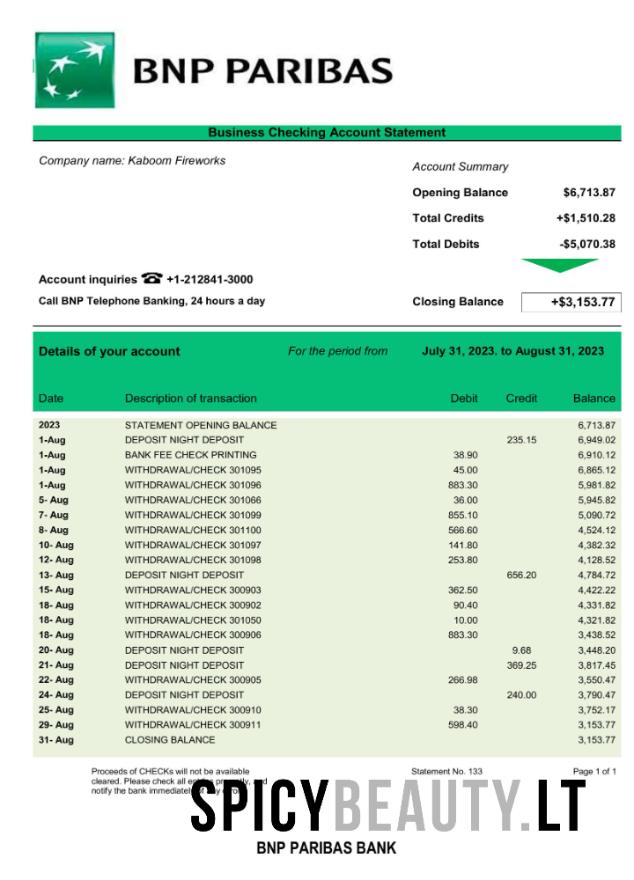 BNP PARIBAS
Business Checking Account Statement
Company name: Kaboom Fireworks
Account Summary
Opening Balance $6,713.87
Total Credits +$1,510.28
Total Debits -$5,070.38
Account inquiries ☎ +1-212841-3000
Call BNP Telephone Banking, 24 hours a day
Closing Balance +$3,153.77
Details of your account For the period from July 31, 2023. to August 31, 2023
Date Description of transaction Debit Credit Balance
2023 STATEMENT OPENING BALANCE 6,713.87
1-Aug DEPOSIT NIGHT DEPOSIT 235.15 6,949.02
1-Aug BANK FEE CHECK PRINTING 38.90 6,910.12
1-Aug WITHDRAWAL/CHECK 301095 45.00 6,865.12
1-Aug WITHDRAWAL/CHECK 301096 883.30 5,981.82
5- Aug WITHDRAWAL/CHECK 301066 36.00 5,945.82
7- Aug WITHDRAWAL/CHECK 301099 855.10 5,090.72
8- Aug WITHDRAWAL/CHECK 301100 566.60 4,524.12
10- Aug WITHDRAWAL/CHECK 301097 141.80 4,382.32
12- Aug WITHDRAWAL/CHECK 301098 253.80 4,128.52
13- Aug DEPOSIT NIGHT DEPOSIT 656.20 4,784.72
15- Aug WITHDRAWAL/CHECK 300903 362.50 4,422.22
18- Aug WITHDRAWAL/CHECK 300902 90.40 4,331.82
18- Aug WITHDRAWAL/CHECK 301050 10.00 4,321.82
18- Aug WITHDRAWAL/CHECK 300906 883.30 3,438.52
20- Aug DEPOSIT NIGHT DEPOSIT 9.68 3,448.20
21- Aug DEPOSIT NIGHT DEPOSIT 369.25 3,817.45
22- Aug WITHDRAWAL/CHECK 300905 266.98 3,550.47
24- Aug DEPOSIT NIGHT DEPOSIT 240.00 3,790.47
25- Aug WITHDRAWAL/CHECK 300910 38.30 3,752.17
29- Aug WITHDRAWAL/CHECK 300911 598.40 3,153.77
31- Aug CLOSING BALANCE 3,153.77
Proceeds of CHECKs will not be available Statement No. 133 Page 1 of 1
cleared. Please check all
notify the bank immediately
SPICYBEAUTY.LT
BNP PARIBAS BANK